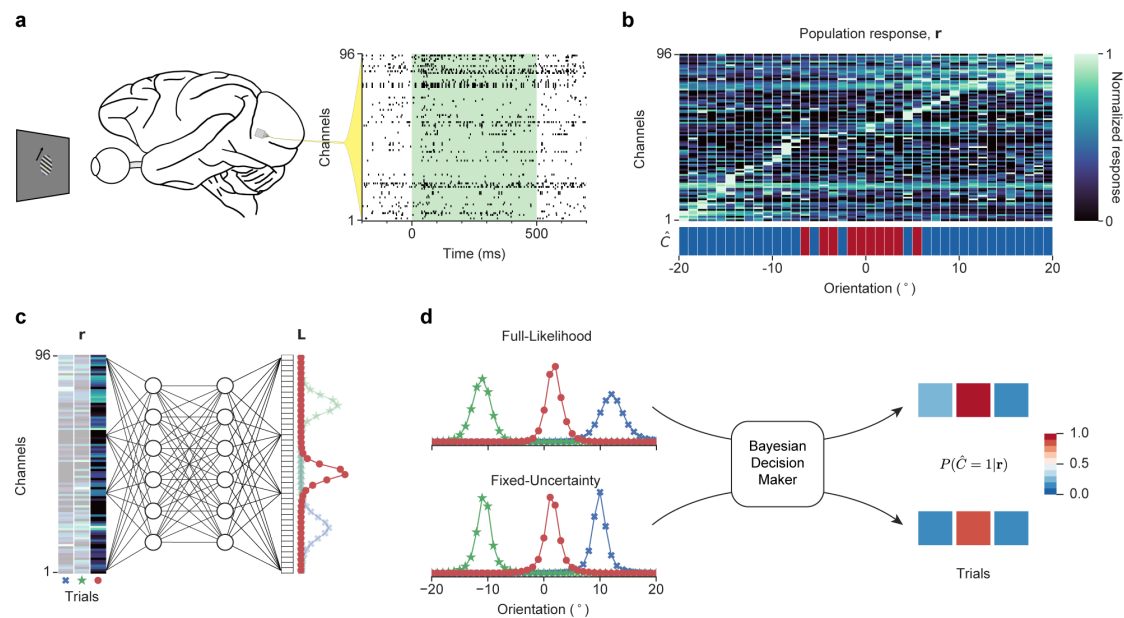 a
96
Channels
1
0
500
Time (ms)
b
Population response, r
96
Channels
1
Ĉ
-20
-10
0
10
20
Orientation (°)
1
Normalized response
0
c
r
L
96
Channels
1
Trials
d
Full-Likelihood
Fixed-Uncertainty
−20
−10
0
10
20
Orientation (°)
Bayesian
Decision
Maker
P(Ĉ = 1|r)
1.0
0.5
0.0
Trials